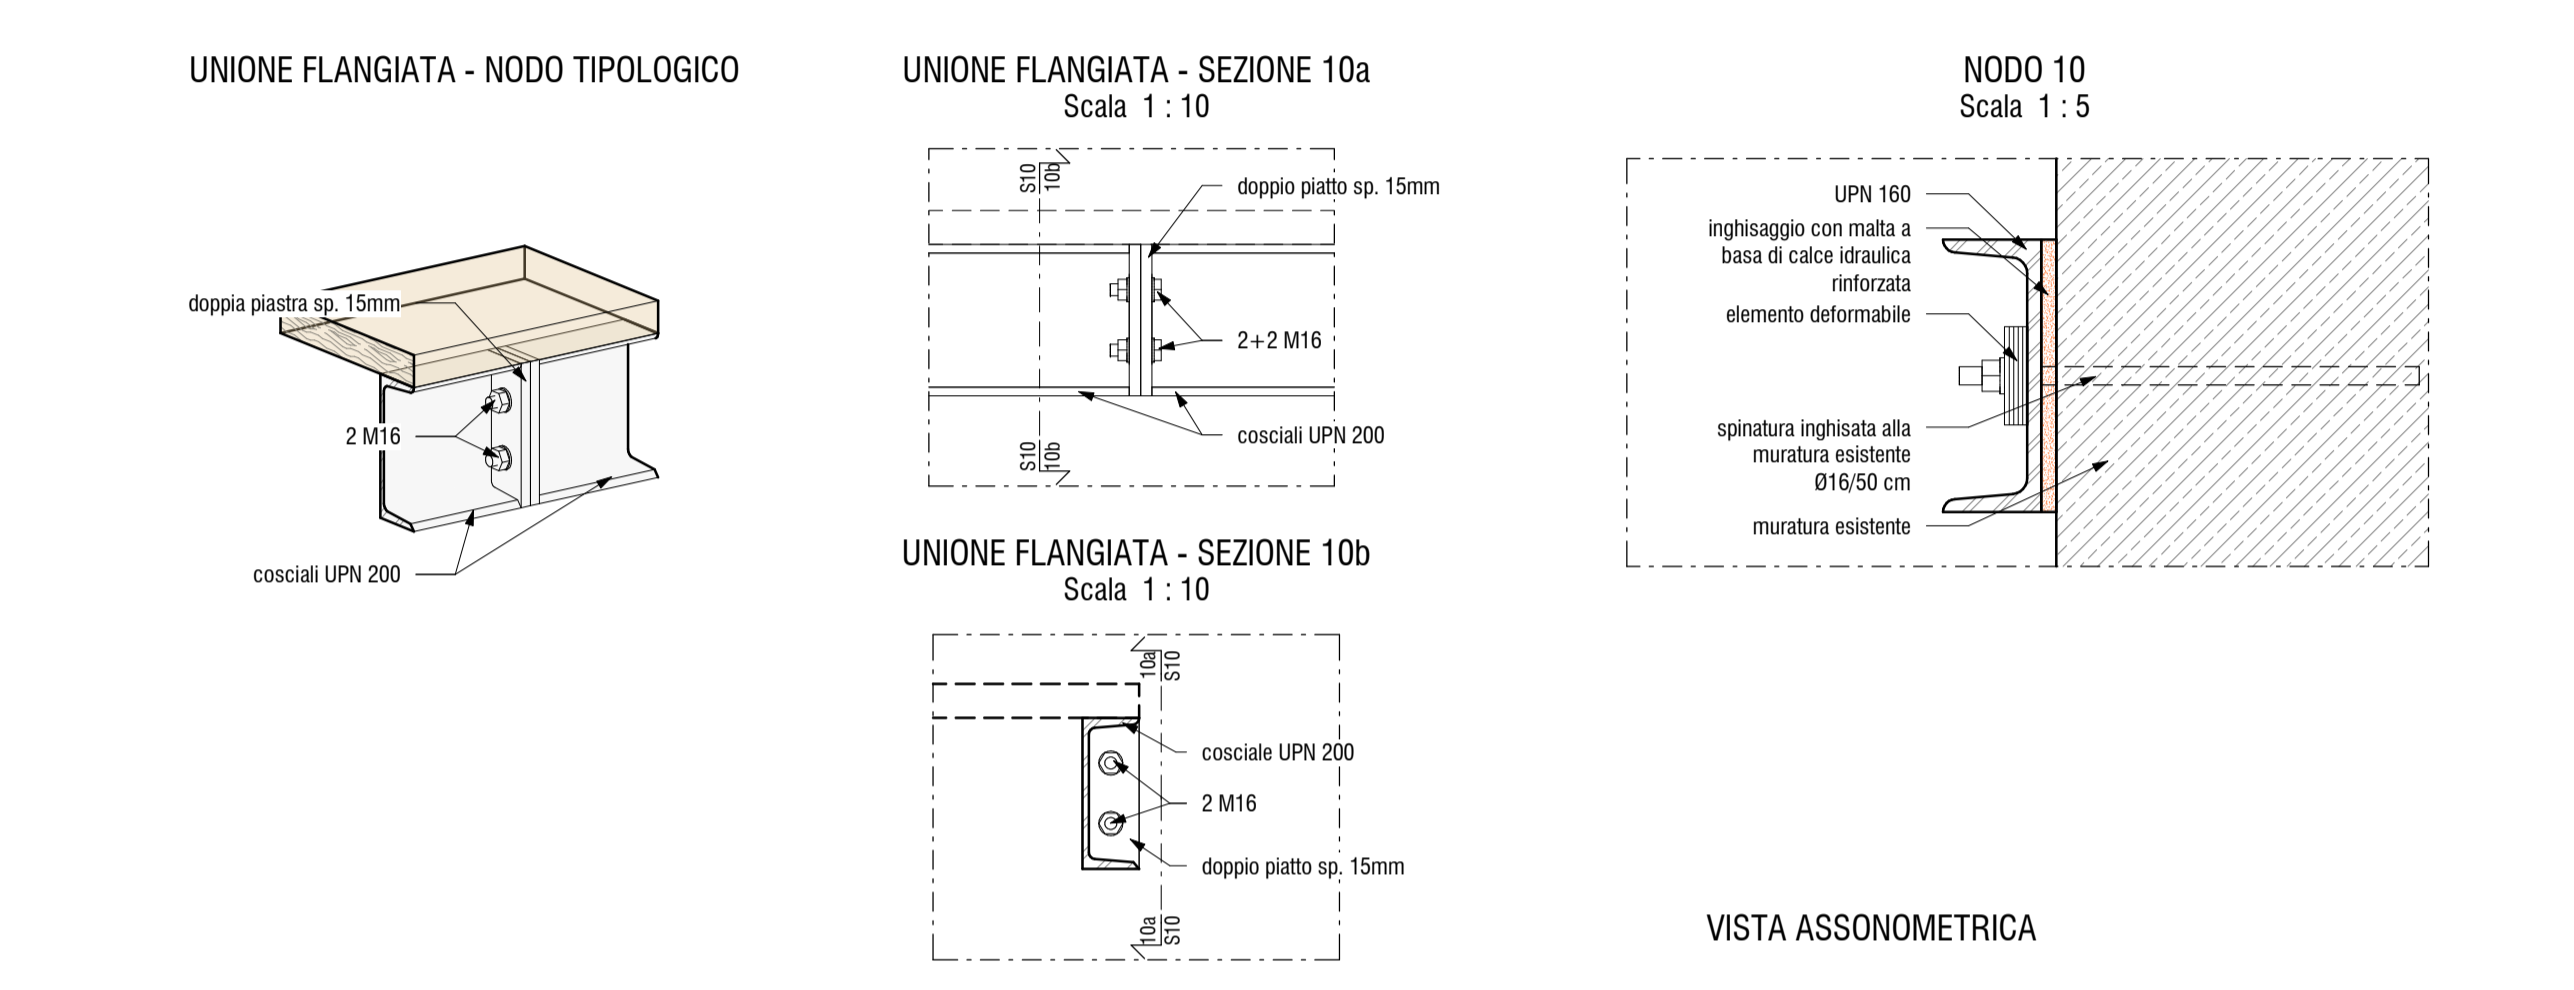 UNIONE FLANGIATA - NODO TIPOLOGICO
doppia piastra sp. 15mm
2 M16
cosciali UPN 200
UNIONE FLANGIATA - SEZIONE 10a
Scala 1 : 10
S10
10b
doppio piatto sp. 15mm
2+2 M16
cosciali UPN 200
S10
10b
UNIONE FLANGIATA - SEZIONE 10b
Scala 1 : 10
10a
S10
cosciale UPN 200
2 M16
doppio piatto sp. 15mm
10a
S10
NODO 10
Scala 1 : 5
UPN 160
inghisaggio con malta a
basa di calce idraulica
rinforzata
elemento deformabile
spinatura inghisata alla
muratura esistente
Ø16/50 cm
muratura esistente
VISTA ASSONOMETRICA